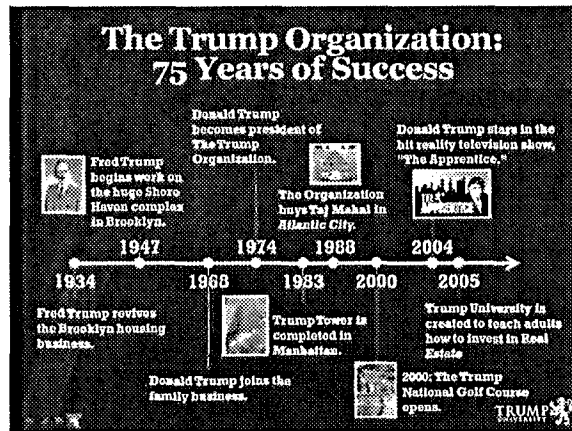 The Trump Organization:
75 Years of Success
Donald Trump
becomes president of
The Trump
Organization.
Donald Trump stars in the
hit reality television show,
"The Apprentice."
Fred Trump
begins work on
the huge Shore
Haven complex
in Brooklyn.
The Organization
buys Taj Mahal in
Atlantic City.
THE
APPRENTICE
1947
1974
1988
2004
1934
1968
1983
2000
2005
Fred Trump revives
the Brooklyn housing
business.
Trump Tower is
completed in
Manhattan.
Trump University is
created to teach adults
how to invest in Real
Estate
Donald Trump joins the
family business.
2000: The Trump
National Golf Course
opens.
TRUMP
UNIVERSITY